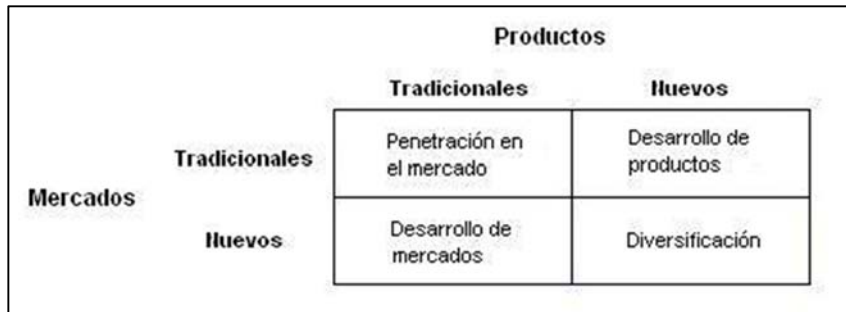 Productos
Tradicionales Nuevos
Tradicionales
Penetración en
el mercado
Desarrollo de
productos
Mercados
Nuevos
Desarrollo de
mercados
Diversificación